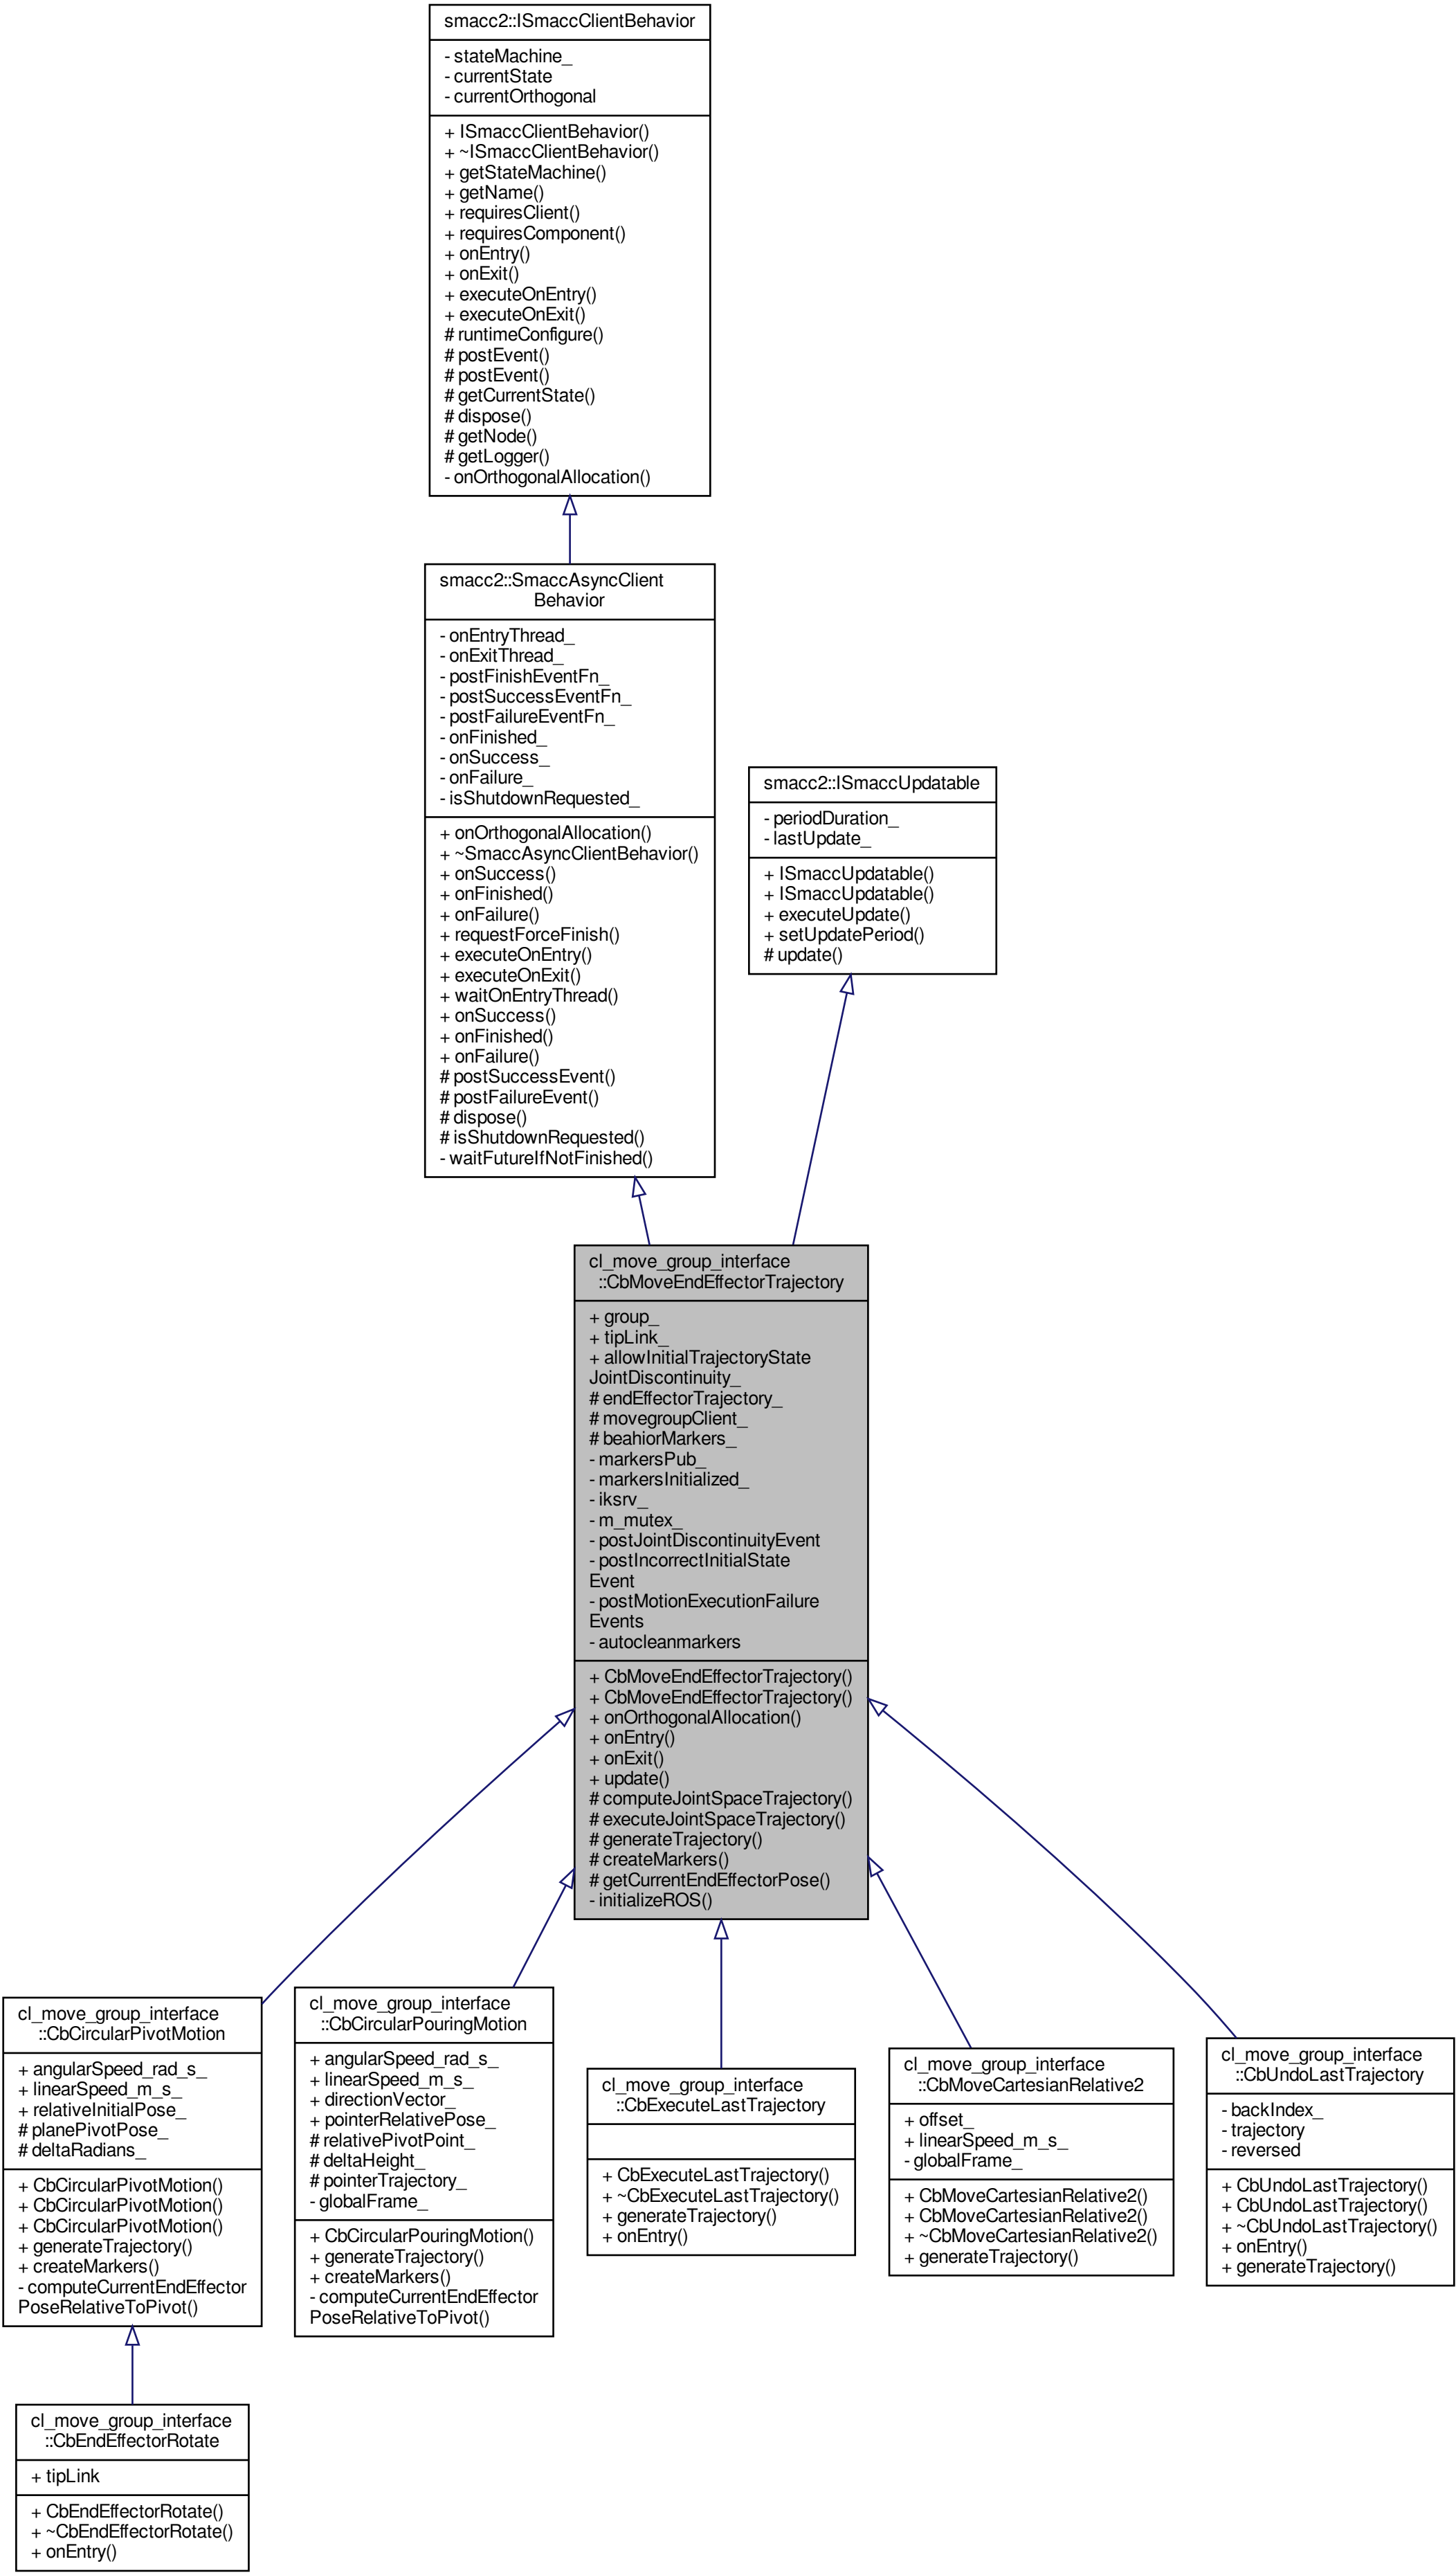 smacc2::ISmaccClientBehavior
- stateMachine_
- currentState
- currentOrthogonal
+ ISmaccClientBehavior()
+ ~ISmaccClientBehavior()
+ getStateMachine()
+ getName()
+ requiresClient()
+ requiresComponent()
+ onEntry()
+ onExit()
+ executeOnEntry()
+ executeOnExit()
# runtimeConfigure()
# postEvent()
# postEvent()
# getCurrentState()
# dispose()
# getNode()
# getLogger()
- onOrthogonalAllocation()
smacc2::SmaccAsyncClient
Behavior
- onEntryThread_
- onExitThread_
- postFinishEventFn_
- postSuccessEventFn_
- postFailureEventFn_
- onFinished_
- onSuccess_
- onFailure_
- isShutdownRequested_
+ onOrthogonalAllocation()
+ ~SmaccAsyncClientBehavior()
+ onSuccess()
+ onFinished()
+ onFailure()
+ requestForceFinish()
+ executeOnEntry()
+ executeOnExit()
+ waitOnEntryThread()
+ onSuccess()
+ onFinished()
+ onFailure()
# postSuccessEvent()
# postFailureEvent()
# dispose()
# isShutdownRequested()
- waitFutureIfNotFinished()
smacc2::ISmaccUpdatable
- periodDuration_
- lastUpdate_
+ ISmaccUpdatable()
+ ISmaccUpdatable()
+ executeUpdate()
+ setUpdatePeriod()
# update()
cl_move_group_interface
::CbMoveEndEffectorTrajectory
+ group_
+ tipLink_
+ allowInitialTrajectoryState
JointDiscontinuity_
# endEffectorTrajectory_
# movegroupClient_
# beahiorMarkers_
- markersPub_
- markersInitialized_
- iksrv_
- m_mutex_
- postJointDiscontinuityEvent
- postIncorrectInitialState
Event
- postMotionExecutionFailure
Events
- autocleanmarkers
+ CbMoveEndEffectorTrajectory()
+ CbMoveEndEffectorTrajectory()
+ onOrthogonalAllocation()
+ onEntry()
+ onExit()
+ update()
# computeJointSpaceTrajectory()
# executeJointSpaceTrajectory()
# generateTrajectory()
# createMarkers()
# getCurrentEndEffectorPose()
- initializeROS()
cl_move_group_interface
::CbCircularPivotMotion
+ angularSpeed_rad_s_
+ linearSpeed_m_s_
+ relativeInitialPose_
# planePivotPose_
# deltaRadians_
+ CbCircularPivotMotion()
+ CbCircularPivotMotion()
+ CbCircularPivotMotion()
+ generateTrajectory()
+ createMarkers()
- computeCurrentEndEffector
PoseRelativeToPivot()
cl_move_group_interface
::CbCircularPouringMotion
+ angularSpeed_rad_s_
+ linearSpeed_m_s_
+ directionVector_
+ pointerRelativePose_
# relativePivotPoint_
# deltaHeight_
# pointerTrajectory_
- globalFrame_
+ CbCircularPouringMotion()
+ generateTrajectory()
+ createMarkers()
- computeCurrentEndEffector
PoseRelativeToPivot()
cl_move_group_interface
::CbExecuteLastTrajectory
+ CbExecuteLastTrajectory()
+ ~CbExecuteLastTrajectory()
+ generateTrajectory()
+ onEntry()
cl_move_group_interface
::CbMoveCartesianRelative2
+ offset_
+ linearSpeed_m_s_
- globalFrame_
+ CbMoveCartesianRelative2()
+ CbMoveCartesianRelative2()
+ ~CbMoveCartesianRelative2()
+ generateTrajectory()
cl_move_group_interface
::CbUndoLastTrajectory
- backIndex_
- trajectory
- reversed
+ CbUndoLastTrajectory()
+ CbUndoLastTrajectory()
+ ~CbUndoLastTrajectory()
+ onEntry()
+ generateTrajectory()
cl_move_group_interface
::CbEndEffectorRotate
+ tipLink
+ CbEndEffectorRotate()
+ ~CbEndEffectorRotate()
+ onEntry()